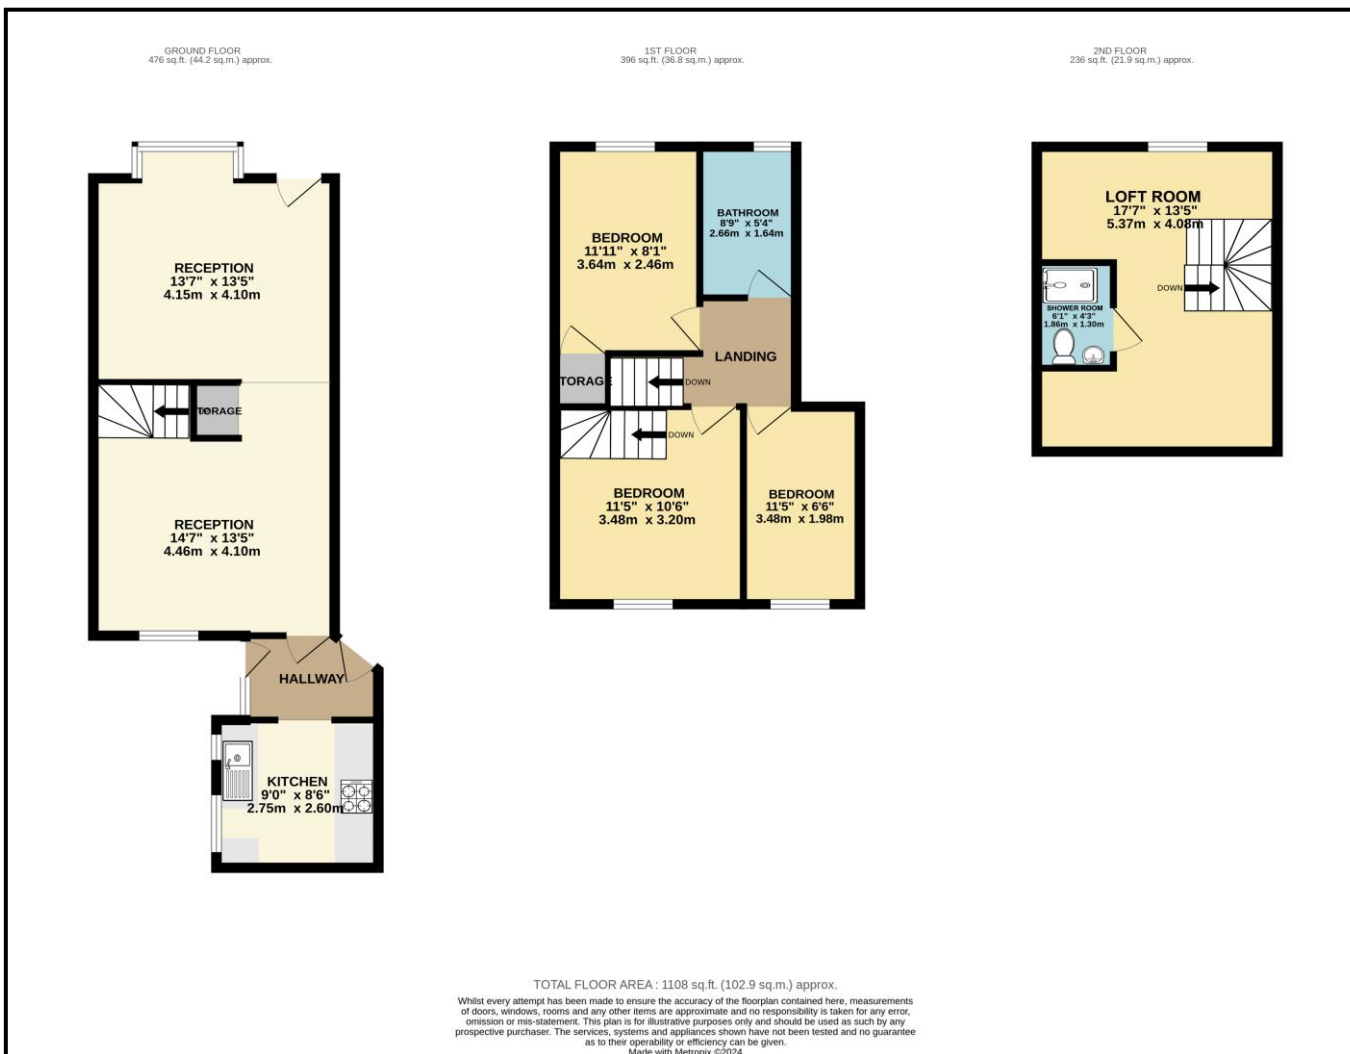 GROUND FLOOR
476 sq.ft. (44.2 sq.m.) approx.
1ST FLOOR
396 sq.ft. (36.8 sq.m.) approx.
2ND FLOOR
236 sq.ft. (21.9 sq.m.) approx.
RECEPTION
13'7" x 13'5"
4.15m x 4.10m
TORAGE
RECEPTION
14'7" x 13'5"
4.46m x 4.10m
HALLWAY
KITCHEN
9'0" x 8'6"
2.75m x 2.60m
BEDROOM
11'11" x 8'1"
3.64m x 2.46m
BATHROOM
8'9" x 5'4"
2.66m x 1.64m
LANDING
TORAGE
DOWN
DOWN
BEDROOM
11'5" x 10'6"
3.48m x 3.20m
BEDROOM
11'5" x 6'6"
3.48m x 1.98m
LOFT ROOM
17'7" x 13'5"
5.37m x 4.08m
DOWN
SHOWER ROOM
6'1" x 4'3"
1.86m x 1.30m
TOTAL FLOOR AREA : 1108 sq.ft. (102.9 sq.m.) approx.
Whilst every attempt has been made to ensure the accuracy of the floorplan contained here, measurements
of doors, windows, rooms and any other items are approximate and no responsibility is taken for any error,
omission or mis-statement. This plan is for illustrative purposes only and should be used as such by any
prospective purchaser. The services, systems and appliances shown have not been tested and no guarantee
as to their operability or efficiency can be given.
Made with Metropix ©2024